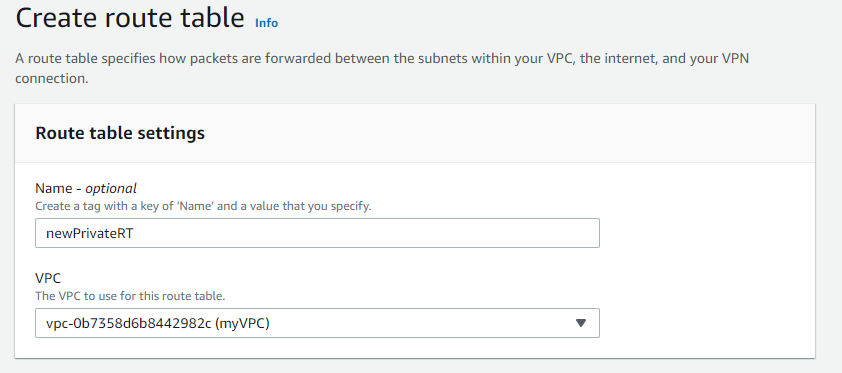 Create route table Info
A route table specifies how packets are forwarded between the subnets within your VPC, the internet, and your VPN
connection.
Route table settings
Name - optional
Create a tag with a key of 'Name' and a value that you specify.
newPrivateRT
VPC
The VPC to use for this route table.
vpc-0b7358d6b8442982c (myVPC)